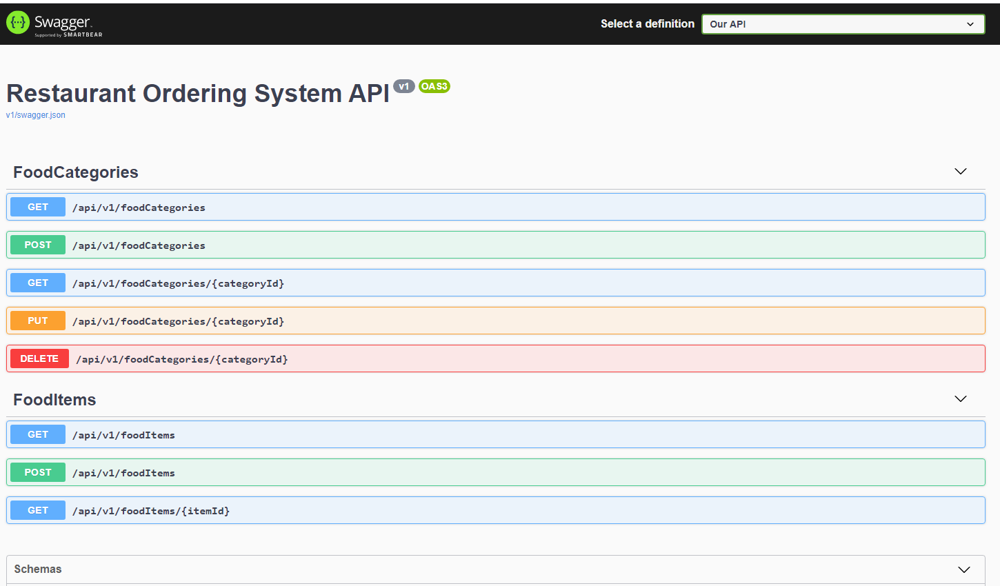 Swagger.
Supported by SMARTBEAR
Select a definition
Our API
Restaurant Ordering System API v1 OAS3
v1/swagger.json
FoodCategories
GET /api/v1/foodCategories
POST /api/v1/foodCategories
GET /api/v1/foodCategories/{categoryId}
PUT /api/v1/foodCategories/{categoryId}
DELETE /api/v1/foodCategories/{categoryId}
FoodItems
GET /api/v1/foodItems
POST /api/v1/foodItems
GET /api/v1/foodItems/{itemId}
Schemas